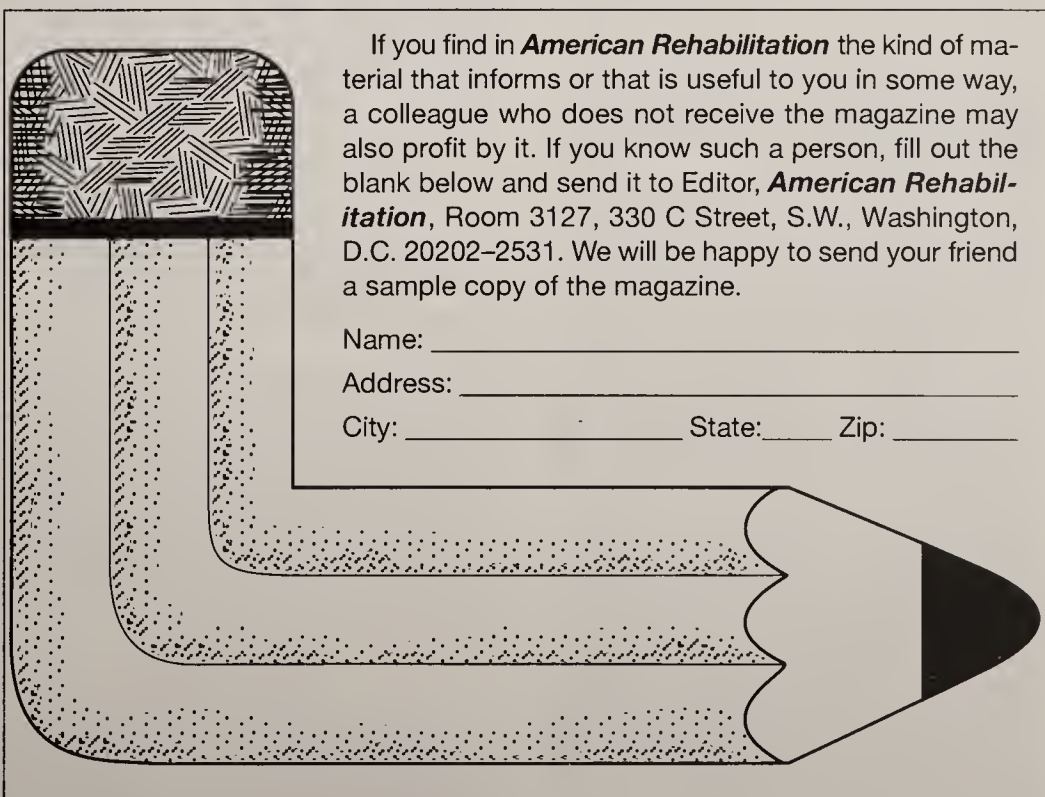 If you find in American Rehabilitation the kind of ma-
terial that informs or that is useful to you in some way,
a colleague who does not receive the magazine may
also profit by it. If you know such a person, fill out the
blank below and send it to Editor, American Rehabil-
itation, Room 3127, 330 C Street, S.W., Washington,
D.C. 20202–2531. We will be happy to send your friend
a sample copy of the magazine.
Name:
Address:
City: State: Zip: